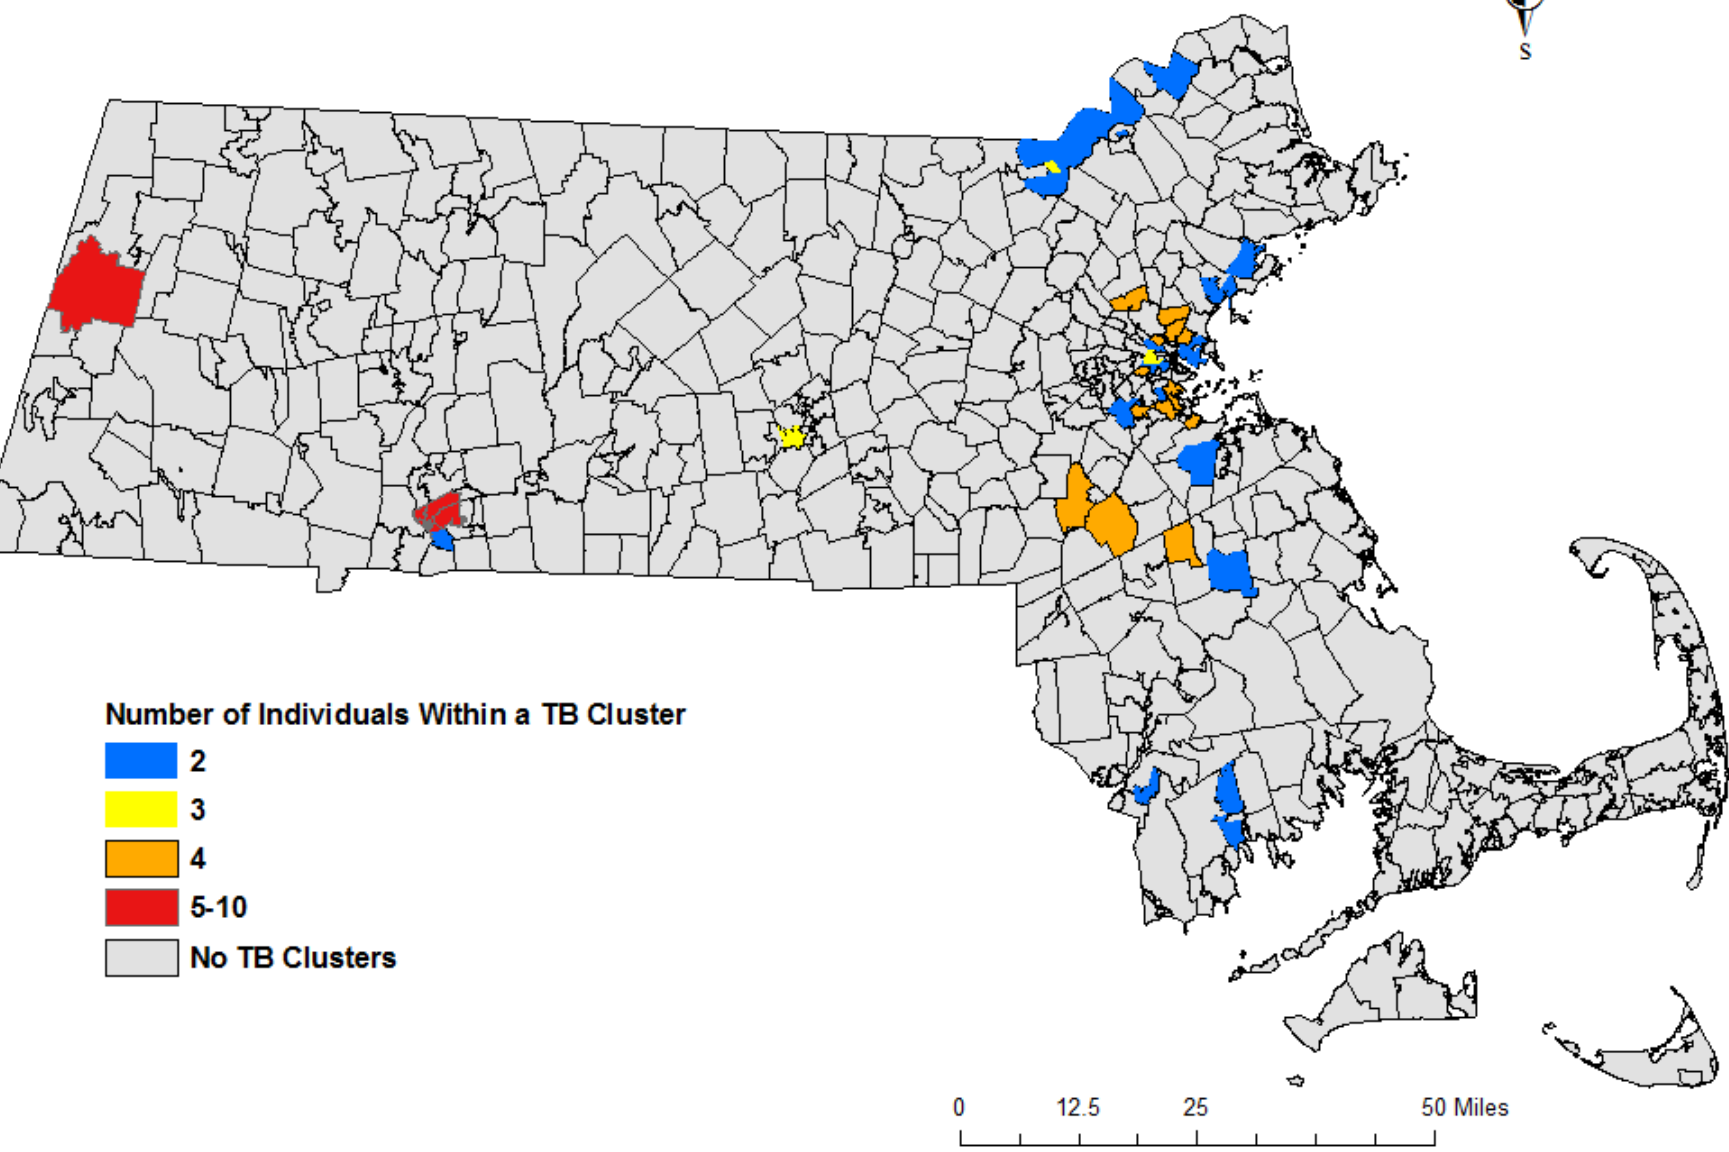 S
Number of Individuals Within a TB Cluster
2
3
4
5-10
No TB Clusters
0 12.5 25 50 Miles